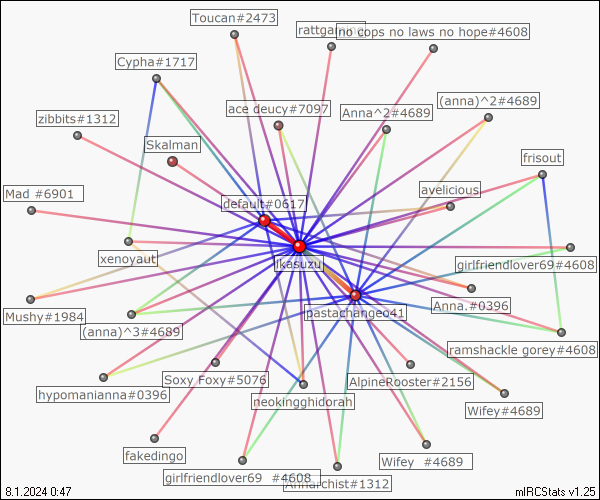 Toucan#2473
rattgaming
no cops no laws no hope#4608
Cypha#1717
ace deucy#7097
Anna^2#4689
(anna)^2#4689
zibbits#1312
Skalman
frisout
Mad #6901
default#0617
avelicious
xenoyaut
ikasuzu
girlfriendlover69#4608
Mushy#1984
(anna)^3#4689
pastachangeo41
Anna.#0396
ramshackle gorey#4608
hypomanianna#0396
Soxy Foxy#5076
neokingghidorah
AlpineRooster#2156
Wifey#4689
fakedingo
girlfriendlover69 #4608
Annarchist#1312
Wifey #4689
8.1.2024 0:47
mIRCStats v1.25